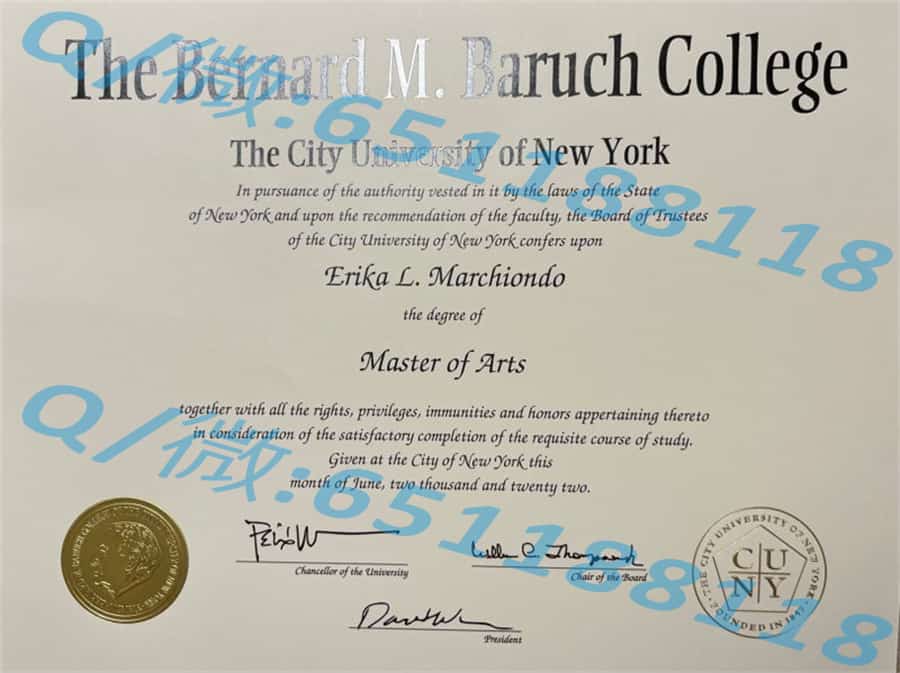 The Bernard M. Baruch College
The City University of New York
In pursuance of the authority vested in it by the laws of the State
of New York and upon the recommendation of the faculty, the Board of Trustees
of the City University of New York confers upon
Erika L. Marchiondo
the degree of
Master of Arts
together with all the rights, privileges, immunities and honors appertaining thereto
in consideration of the satisfactory completion of the requisite course of study.
Given at the City of New York this
month of June, two thousand and twenty two.
Chancellor of the University
Chair of the Board
President
THE CITY UNIVERSITY OF NEW YORK
CU
NY
FOUNDED IN 1847
Q/微:651188118
Q/微:651188118